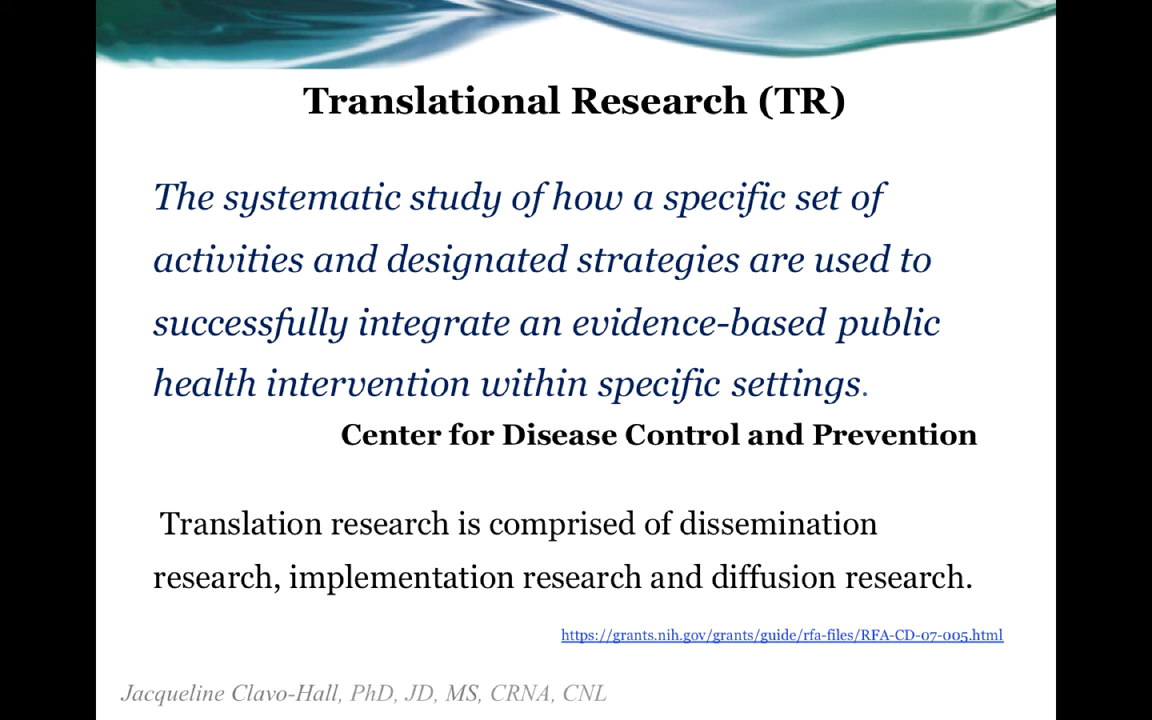 Translational Research (TR)
The systematic study of how a specific set of
activities and designated strategies are used to
successfully integrate an evidence-based public
health intervention within specific settings.
Center for Disease Control and Prevention
Translation research is comprised of dissemination
research, implementation research and diffusion research.
https://grants.nih.gov/grants/guide/rfa-files/RFA-CD-07-005.html
Jacqueline Clavo-Hall, PhD, JD, MS, CRNA, CNL